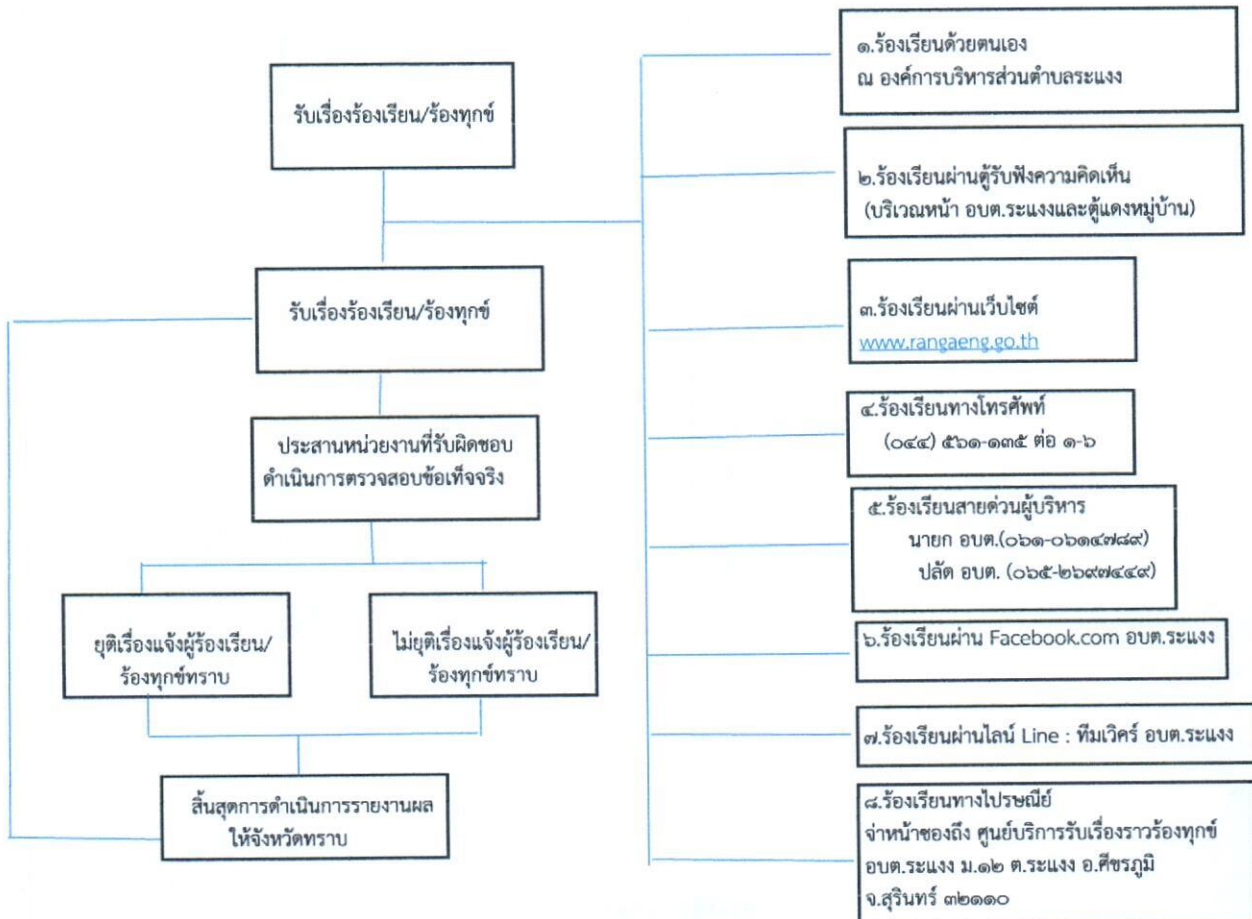 รับเรื่องร้องเรียน/ร้องทุกข์
รับเรื่องร้องเรียน/ร้องทุกข์
ประสานหน่วยงานที่รับผิดชอบ
ดำเนินการตรวจสอบข้อเท็จจริง
ยุติเรื่องแจ้งผู้ร้องเรียน/
ร้องทุกข์ทราบ
ไม่ยุติเรื่องแจ้งผู้ร้องเรียน/
ร้องทุกข์ทราบ
สิ้นสุดการดำเนินการรายงานผล
ให้จังหวัดทราบ
๑.ร้องเรียนด้วยตนเอง
ณ องค์การบริหารส่วนตำบลระแงง
๒.ร้องเรียนผ่านตู้รับฟังความคิดเห็น
(บริเวณหน้า อบต.ระแงงและตู้แดงหมู่บ้าน)
๓.ร้องเรียนผ่านเว็บไซต์
www.rangaeng.go.th
๔.ร้องเรียนทางโทรศัพท์
(๐๔๔) ๕๖๑-๑๓๕ ต่อ ๑-๖
๕.ร้องเรียนสายด่วนผู้บริหาร
นายก อบต.(๐๖๑-๐๖๑๔๗๘๙)
ปลัด อบต. (๐๖๕-๒๖๙๗๔๔๙)
๖.ร้องเรียนผ่าน Facebook.com อบต.ระแงง
๗.ร้องเรียนผ่านไลน์ Line : ทีมเวิคร์ อบต.ระแงง
๘.ร้องเรียนทางไปรษณีย์
จ่าหน้าซองถึง ศูนย์บริการรับเรื่องราวร้องทุกข์
อบต.ระแงง ม.๑๒ ต.ระแงง อ.ศีขรภูมิ
จ.สุรินทร์ ๓๒๑๑๐